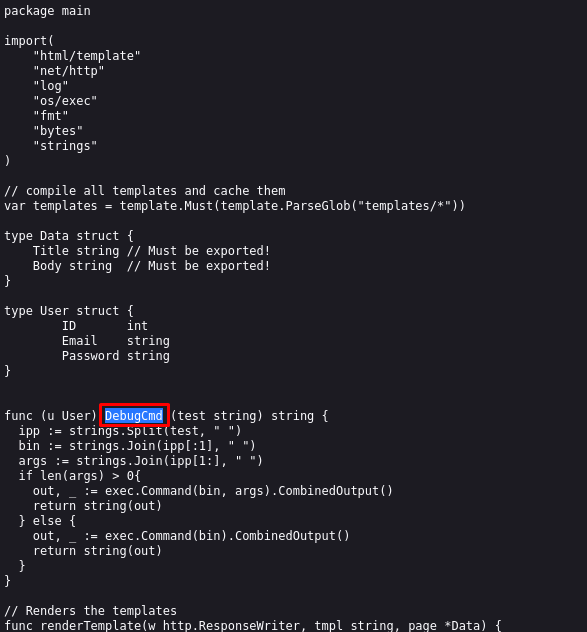 package main
import(
    "html/template"
    "net/http"
    "log"
    "os/exec"
    "fmt"
    "bytes"
    "strings"
)
// compile all templates and cache them
var templates = template.Must(template.ParseGlob("templates/*"))
type Data struct {
    Title string // Must be exported!
    Body string  // Must be exported!
}
type User struct {
        ID       int
        Email    string
        Password string
}
func (u User) DebugCmd (test string) string {
  ipp := strings.Split(test, " ")
  bin := strings.Join(ipp[:1], " ")
  args := strings.Join(ipp[1:], " ")
  if len(args) > 0{
    out, _ := exec.Command(bin, args).CombinedOutput()
    return string(out)
  } else {
    out, _ := exec.Command(bin).CombinedOutput()
    return string(out)
  }
}
// Renders the templates
func renderTemplate(w http.ResponseWriter, tmpl string, page *Data) {